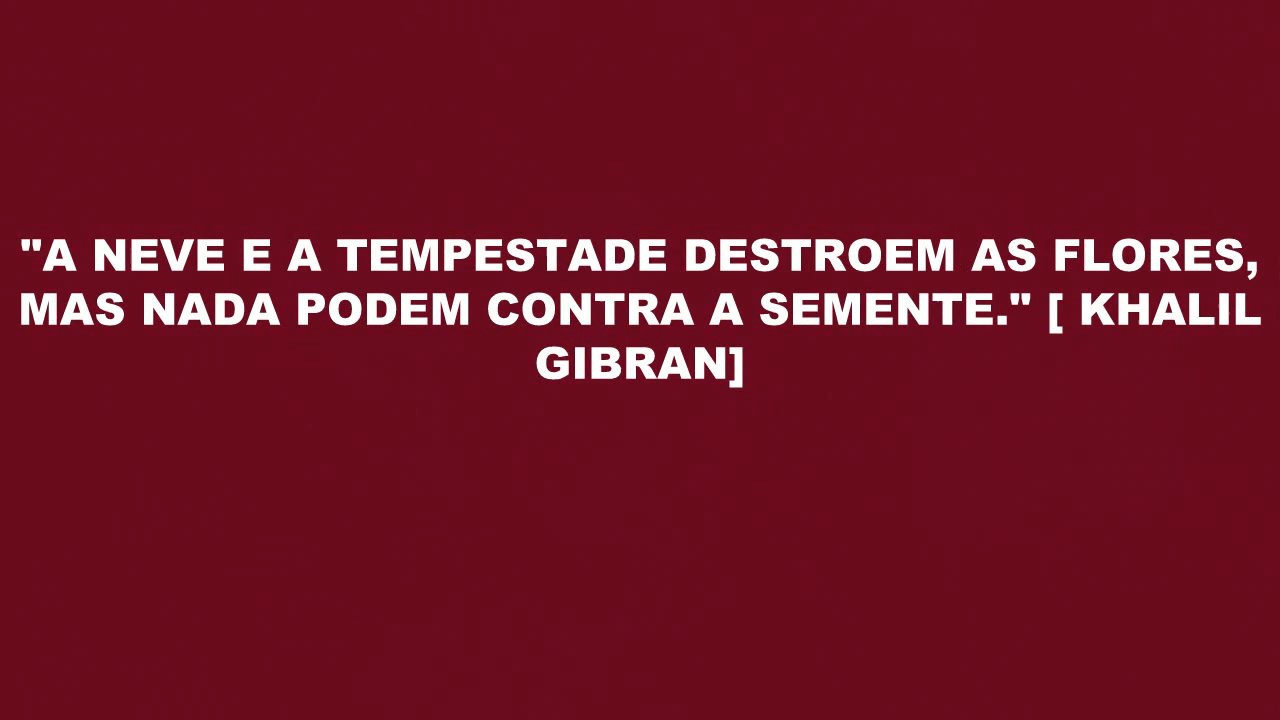 "A NEVE E A TEMPESTADE DESTROEM AS FLORES,
MAS NADA PODEM CONTRA A SEMENTE." [ KHALIL
GIBRAN]